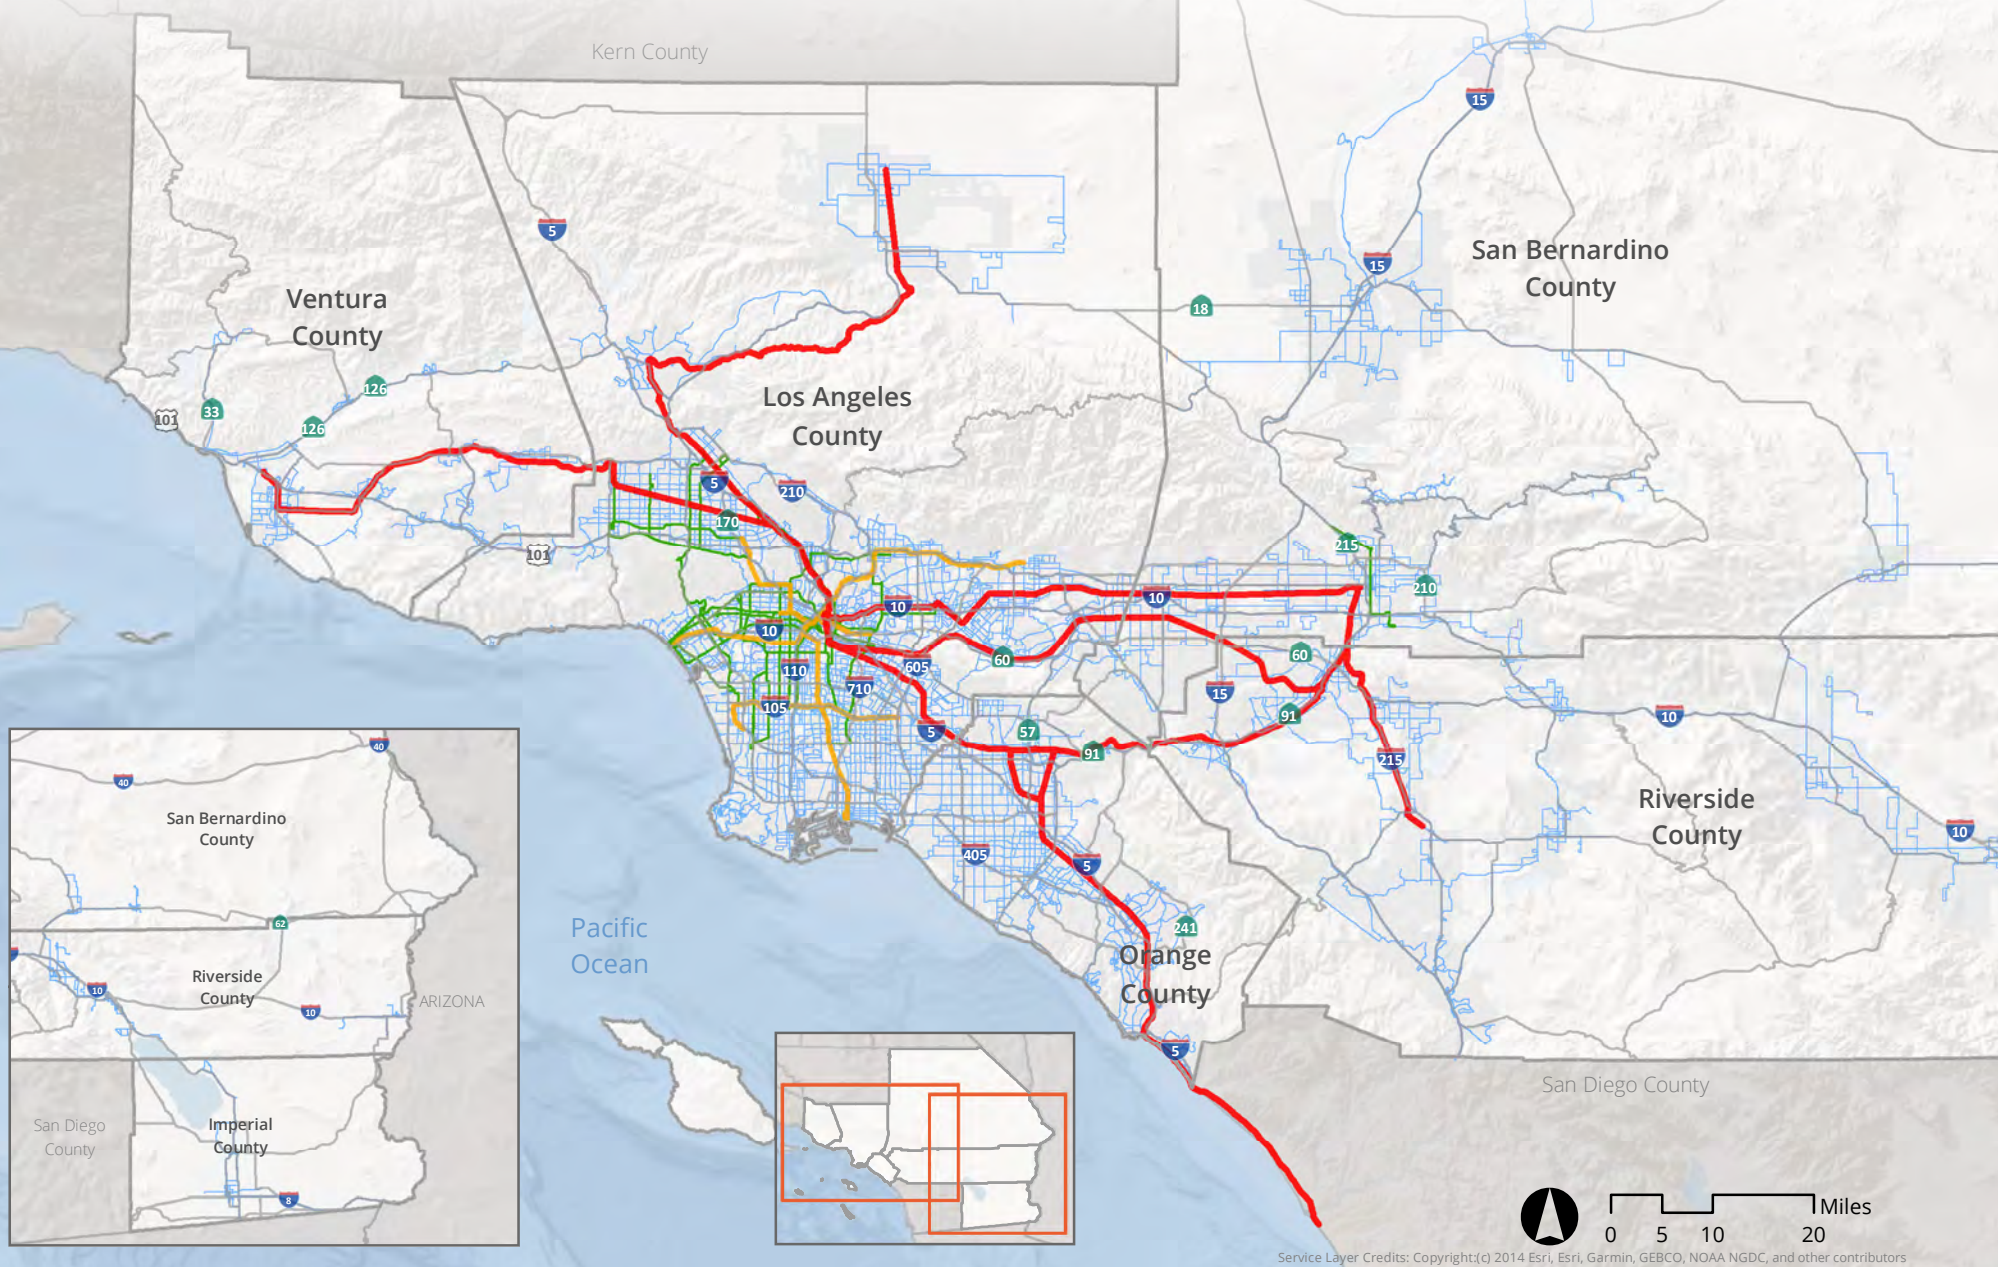 Kern County
15
5
San Bernardino
County
15
Ventura
County
18
126
Los Angeles
County
33
101
126
5
210
170
215
101
210
10
10
10
110
605
60
60
710
15
105
91
57
5
10
91
215
Riverside
County
10
405
5
241
Orange
County
Pacific
Ocean
5
San Diego County
40
40
San Bernardino
County
62
Riverside
County
10
10
ARIZONA
Imperial
County
San Diego
County
8
Miles
0 5 10 20
Service Layer Credits: Copyright:(c) 2014 Esri, Esri, Garmin, GEBCO, NOAA NGDC, and other contributors